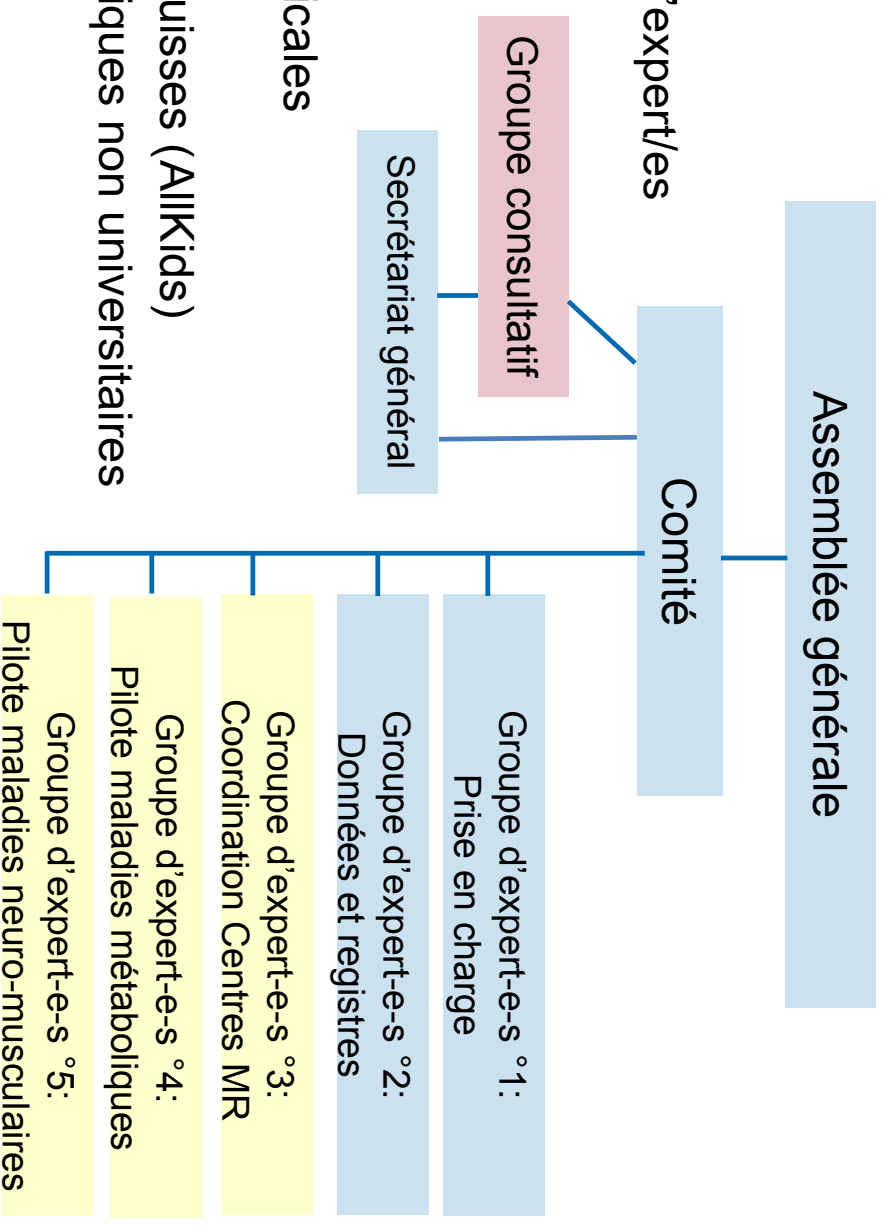 Assemblée générale
Comité
’expert/es
Groupe consultatif
Secrétariat général
icales
uisses (AllKids)
iques non universitaires
Groupe d’expert-e-s °1:
Prise en charge
Groupe d’expert-e-s °2:
Données et registres
Groupe d’expert-e-s °3:
Coordination Centres MR
Groupe d’expert-e-s °4:
Pilote maladies métaboliques
Groupe d’expert-e-s °5:
Pilote maladies neuro-musculaires